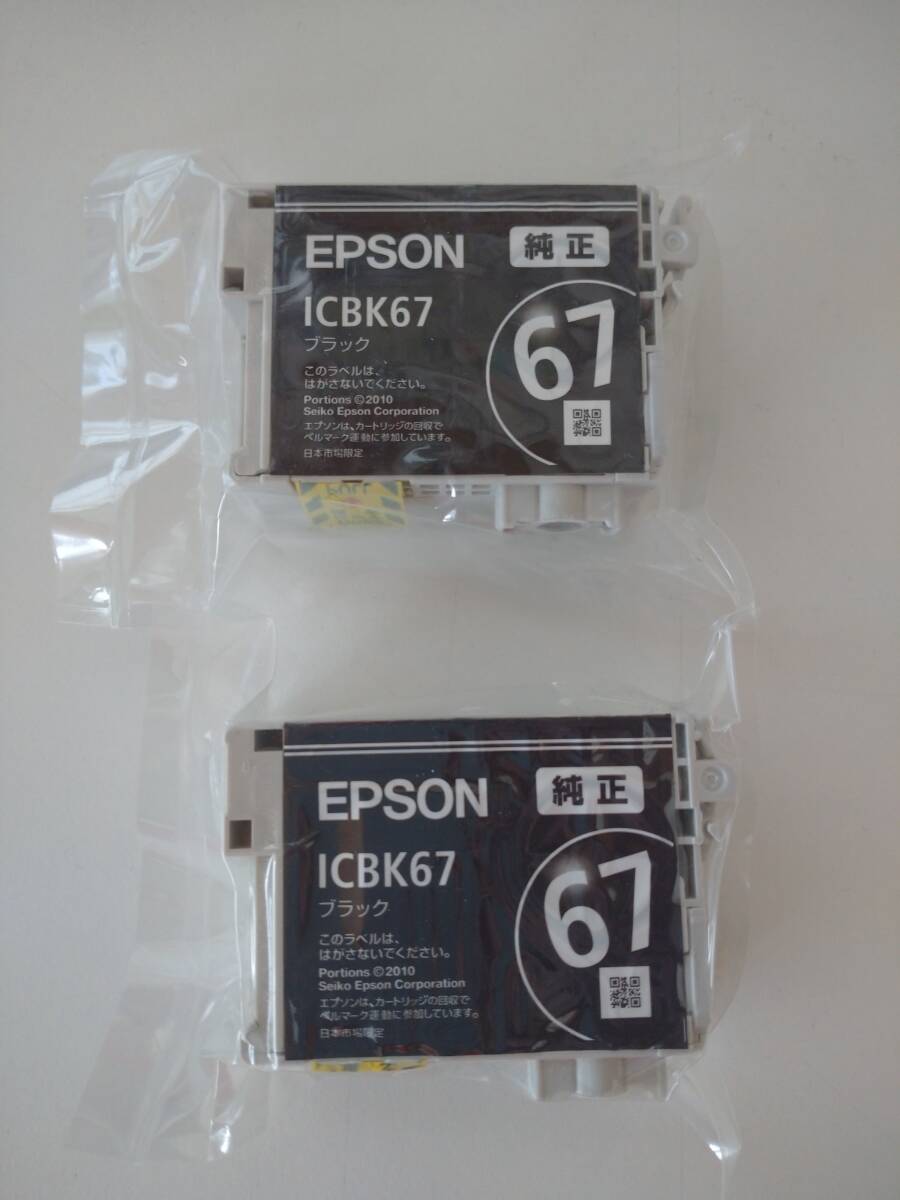 EPSON 純正
ICBK67
ブラック
67
このラベルは、
はがさないでください。
Portions ©2010
Seiko Epson Corporation
エプソンは、カートリッジの回収で
ベルマーク運動に参加しています。
日本市場限定
EPSON 純正
ICBK67
ブラック
67
このラベルは、
はがさないでください。
Portions ©2010
Seiko Epson Corporation
エプソンは、カートリッジの回収で
ベルマーク運動に参加しています。
日本市場限定